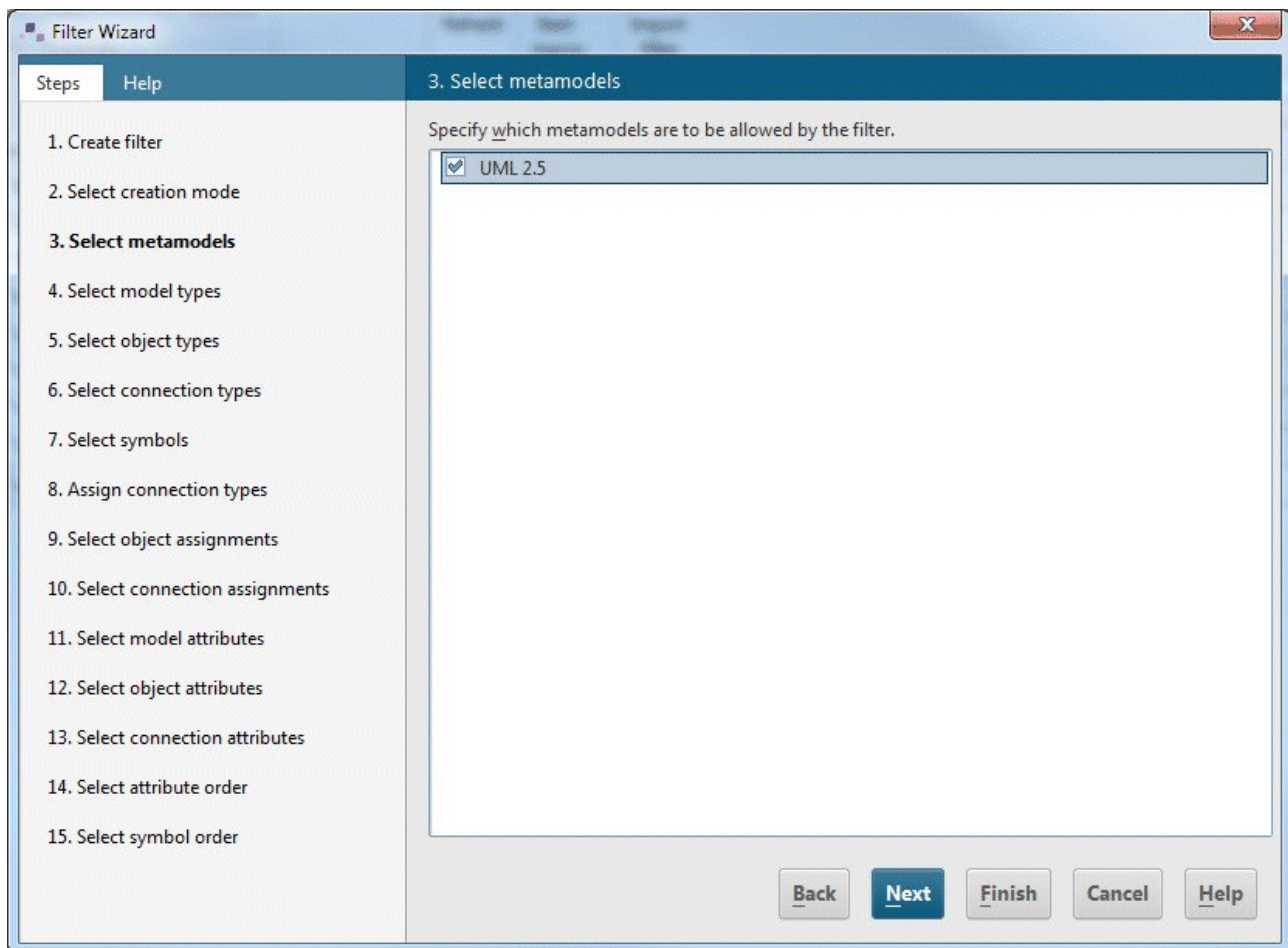 Filter Wizard
Steps Help
1. Create filter
2. Select creation mode
3. Select metamodels
4. Select model types
5. Select object types
6. Select connection types
7. Select symbols
8. Assign connection types
9. Select object assignments
10. Select connection assignments
11. Select model attributes
12. Select object attributes
13. Select connection attributes
14. Select attribute order
15. Select symbol order
3. Select metamodels
Specify which metamodels are to be allowed by the filter.
UML 2.5
Back Next Finish Cancel Help